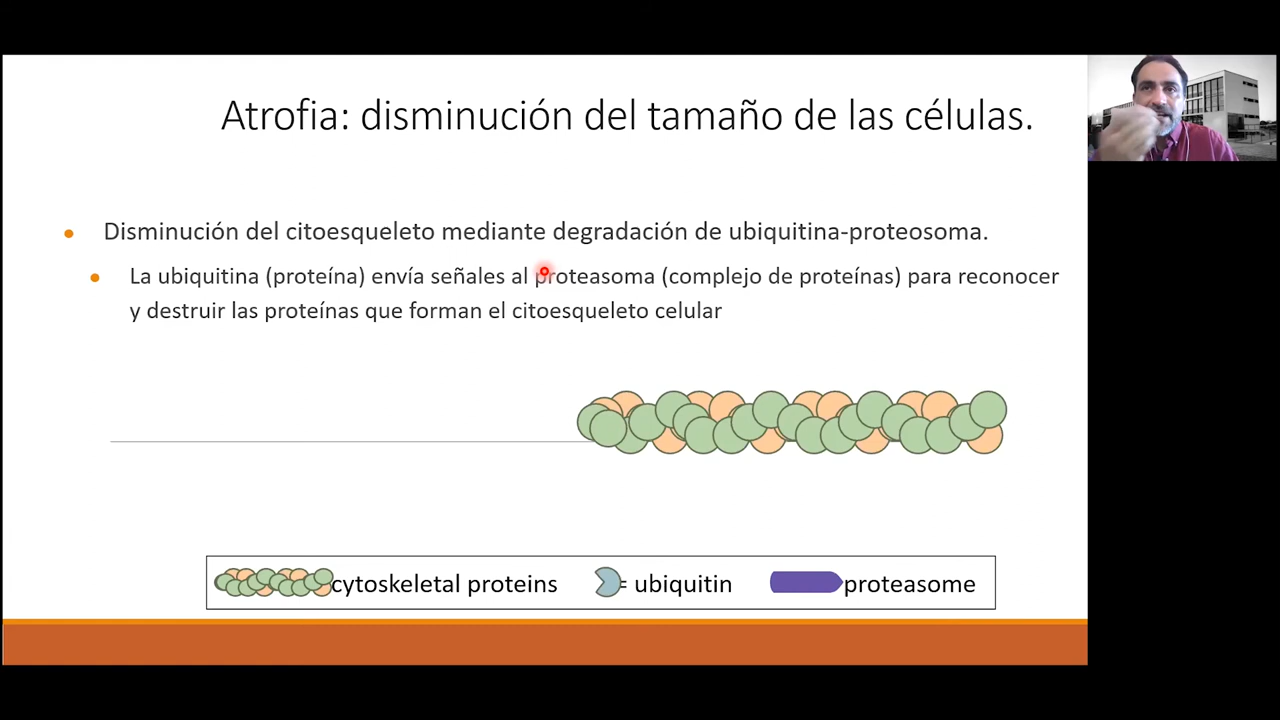 Atrofia: disminución del tamaño de las células.
Disminución del citoesqueleto mediante degradación de ubiquitina-proteosoma.
La ubiquitina (proteína) envía señales al proteasoma (complejo de proteínas) para reconocer
y destruir las proteínas que forman el citoesqueleto celular
cytoskeletal proteins = ubiquitin proteasome